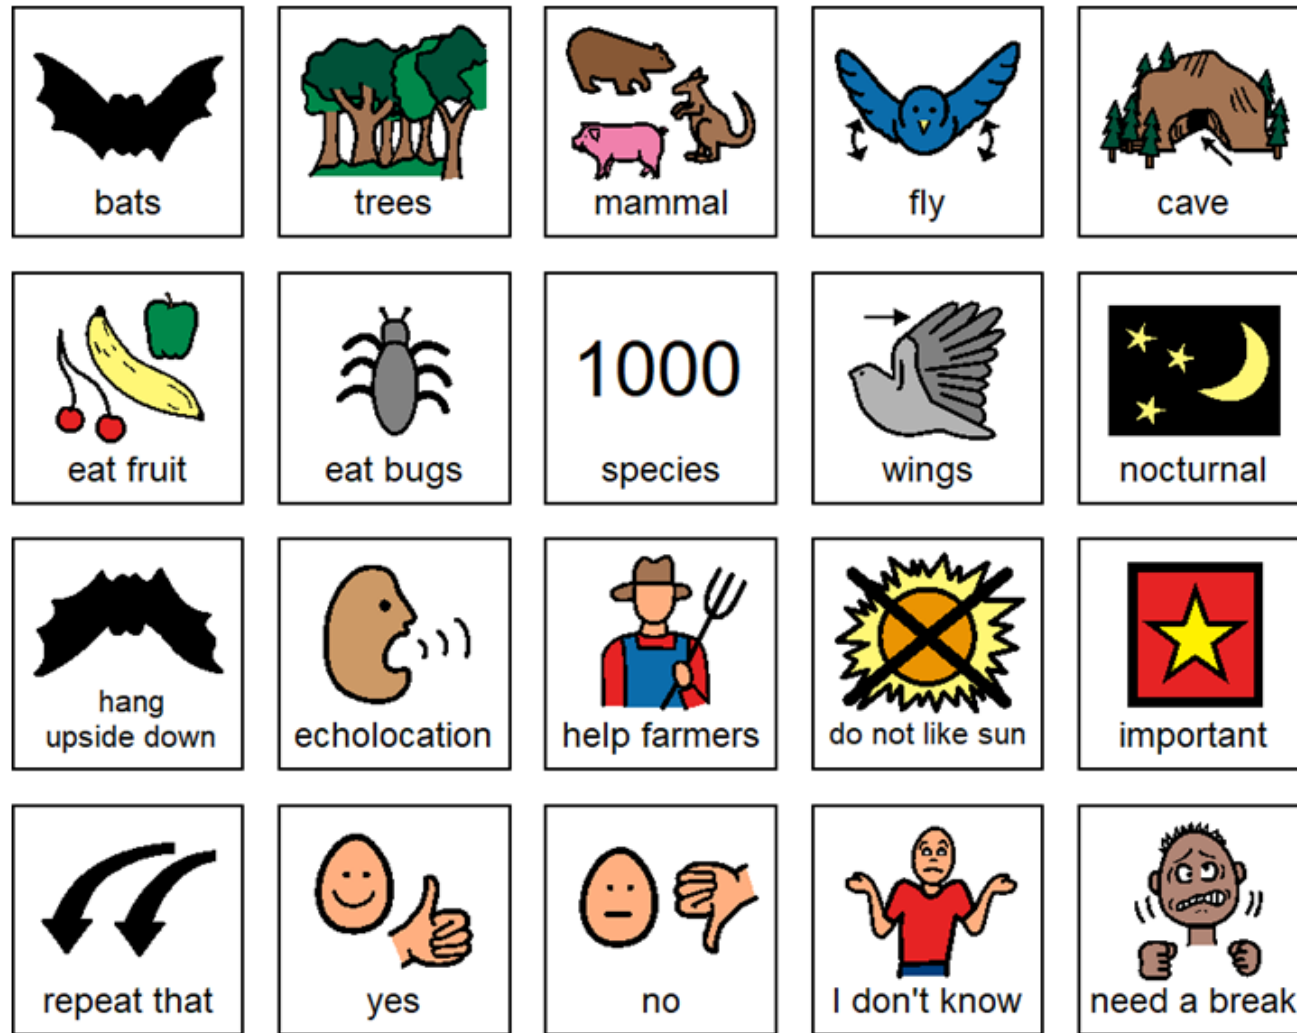 bats
trees
mammal
fly
cave
eat fruit
eat bugs
1000
species
wings
nocturnal
hang
upside down
echolocation
help farmers
do not like sun
important
repeat that
yes
no
I don't know
need a break